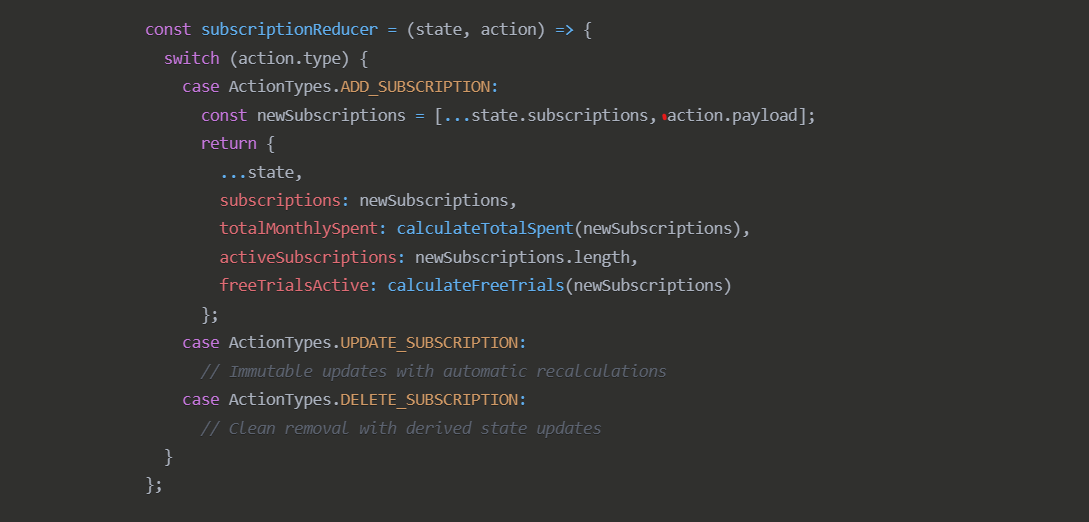 const subscriptionReducer = (state, action) => {
  switch (action.type) {
    case ActionTypes.ADD_SUBSCRIPTION:
      const newSubscriptions = [...state.subscriptions, action.payload];
      return {
        ...state,
        subscriptions: newSubscriptions,
        totalMonthlySpent: calculateTotalSpent(newSubscriptions),
        activeSubscriptions: newSubscriptions.length,
        freeTrialsActive: calculateFreeTrials(newSubscriptions)
      };
    case ActionTypes.UPDATE_SUBSCRIPTION:
      // Immutable updates with automatic recalculations
    case ActionTypes.DELETE_SUBSCRIPTION:
      // Clean removal with derived state updates
  }
};